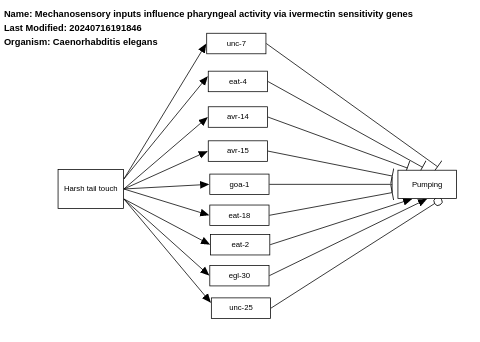 Name: Mechanosensory inputs influence pharyngeal activity via ivermectin sensitivity genes
Last Modified: 20240716191846
Organism: Caenorhabditis elegans
unc-7
eat-4
avr-14
avr-15
Harsh tail touch
goa-1
Pumping
eat-18
eat-2
egl-30
unc-25